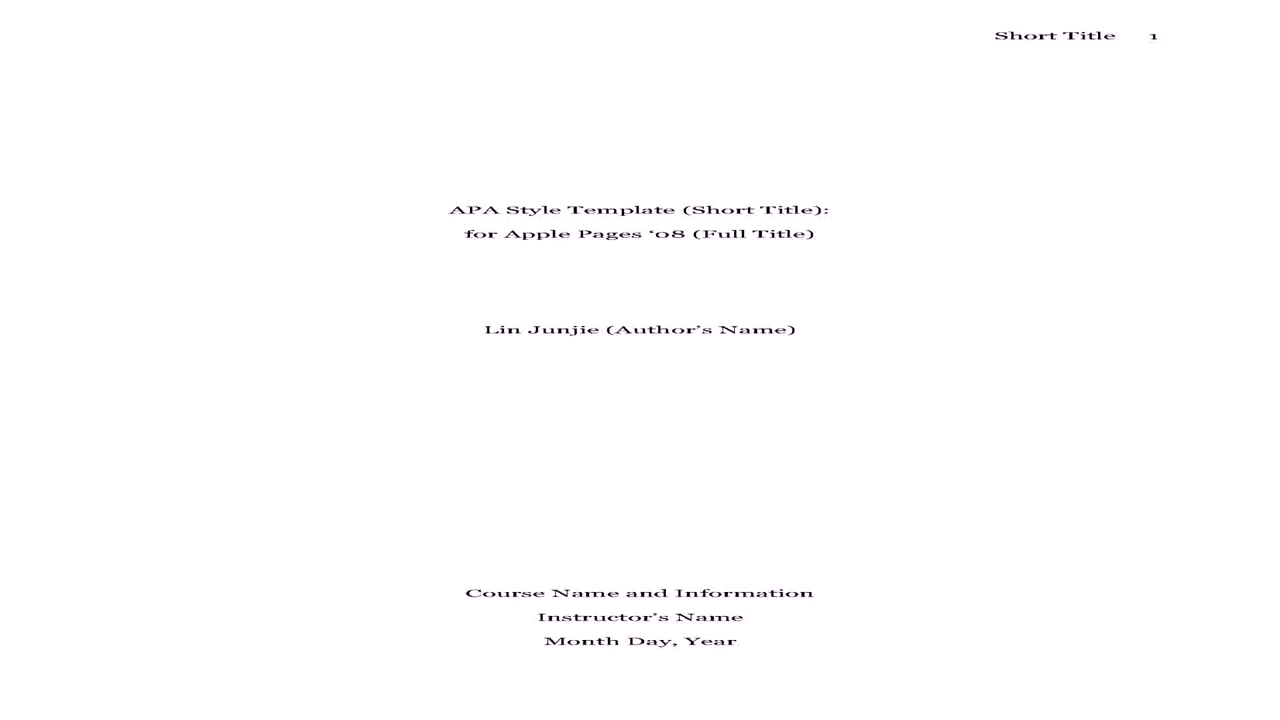 Short Title 1
APA Style Template (Short Title):
for Apple Pages ‘08 (Full Title)
Lin Junjie (Author’s Name)
Course Name and Information
Instructor’s Name
Month Day, Year